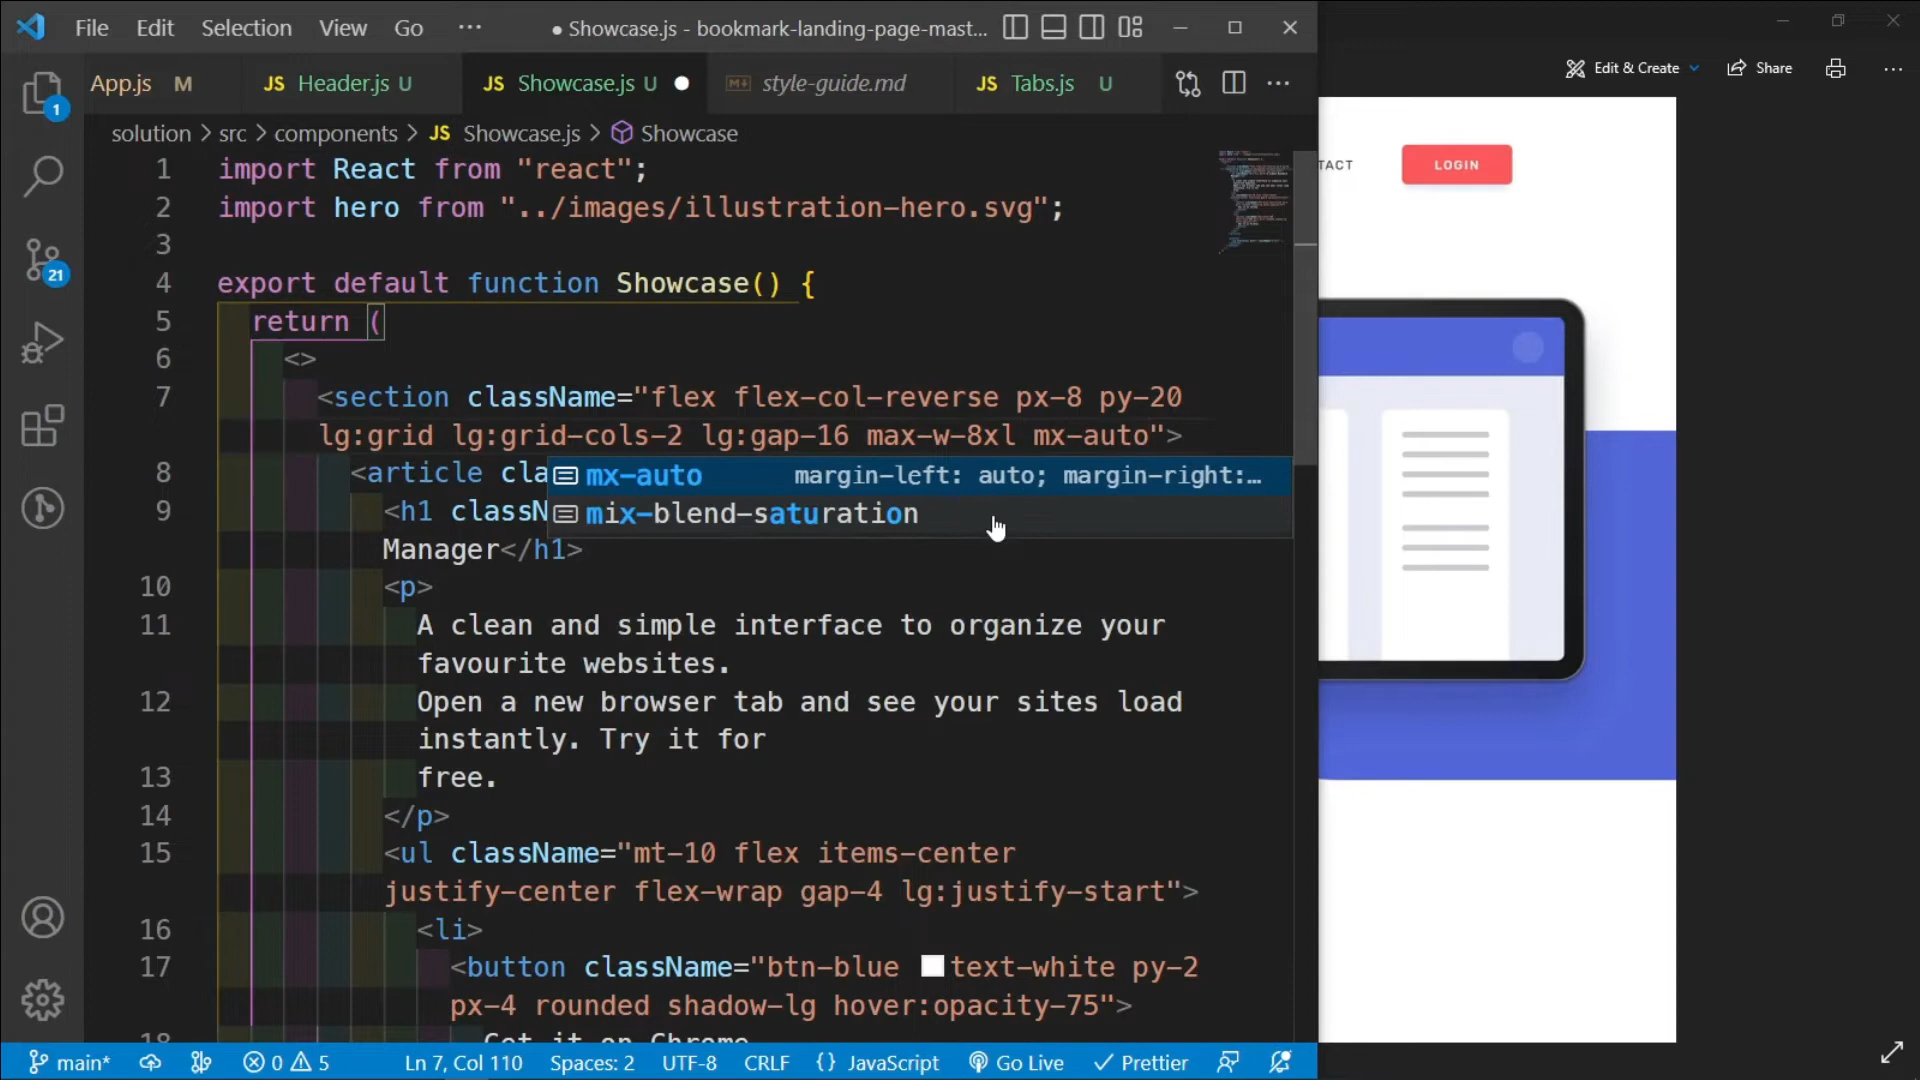 File Edit Selection View Go ··· ● Showcase.js - bookmark-landing-page-mast...
Edit & Create Share ···
App.js M JS Header.js U JS Showcase.js U style-guide.md JS Tabs.js U ···
1
solution > src > components > JS Showcase.js > Showcase
1 import React from "react";
TACT LOGIN
2 import hero from "../images/illustration-hero.svg";
3
21
4 export default function Showcase() {
5 return (
6 <>
7 <section className="flex flex-col-reverse px-8 py-20
lg:grid lg:grid-cols-2 lg:gap-16 max-w-8xl mx-auto">
8 <article cla
mx-auto margin-left: auto; margin-right:...
9 <h1 classN
mix-blend-saturation
Manager</h1>
10 <p>
11 A clean and simple interface to organize your
favourite websites.
12 Open a new browser tab and see your sites load
instantly. Try it for
13 free.
14 </p>
15 <ul className="mt-10 flex items-center
justify-center flex-wrap gap-4 lg:justify-start">
16 <li>
17 <button className="btn-blue text-white py-2
px-4 rounded shadow-lg hover:opacity-75">
18 Get it on Chrome
main* 0 5 Ln 7, Col 110 Spaces: 2 UTF-8 CRLF {} JavaScript Go Live Prettier